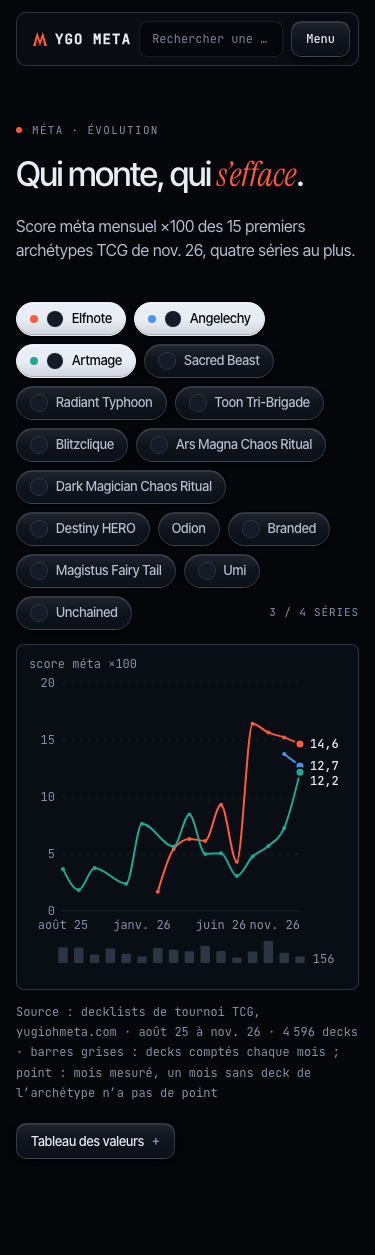 YGO META
Rechercher une …
Menu
MÉTA · ÉVOLUTION
Qui monte, qui s’efface.
Score méta mensuel ×100 des 15 premiers
archétypes TCG de nov. 26, quatre séries au plus.
Elfnote
Angelechy
Artmage
Sacred Beast
Radiant Typhoon
Toon Tri-Brigade
Blitzclique
Ars Magna Chaos Ritual
Dark Magician Chaos Ritual
Destiny HERO
Odion
Branded
Magistus Fairy Tail
Umi
Unchained
3 / 4 SÉRIES
score méta ×100
20
15
10
5
0
14,6
12,7
12,2
août 25
janv. 26
juin 26
nov. 26
156
Source : decklists de tournoi TCG,
yugiohmeta.com · août 25 à nov. 26 · 4 596 decks
· barres grises : decks comptés chaque mois ;
point : mois mesuré, un mois sans deck de
l’archétype n’a pas de point
Tableau des valeurs +